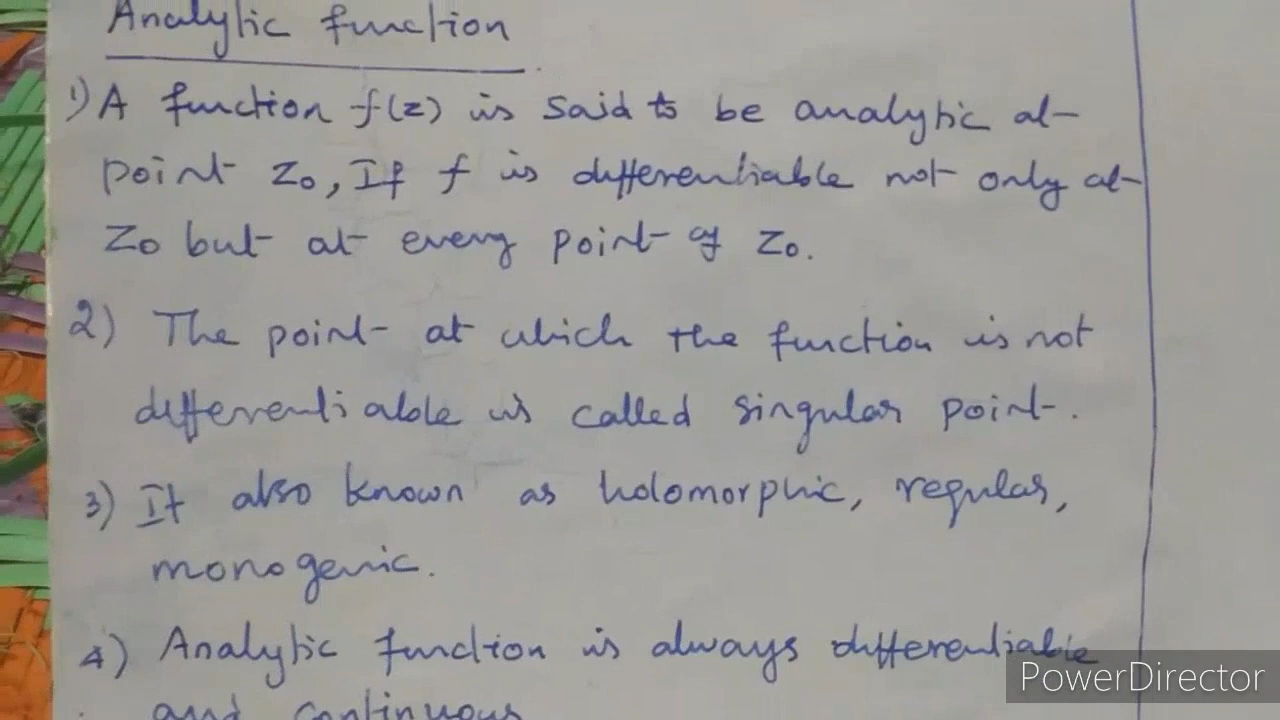 Analytic function
1) A function f(z) is said to be analytic at
point z0, If f is differentiable not only at
z0 but at every point of z0.
2) The point at which the function is not
differentiable is called singular point.
3) It also known as holomorphic, regular,
monogenic.
4) Analytic function is always differentiable
and continuous
PowerDirector